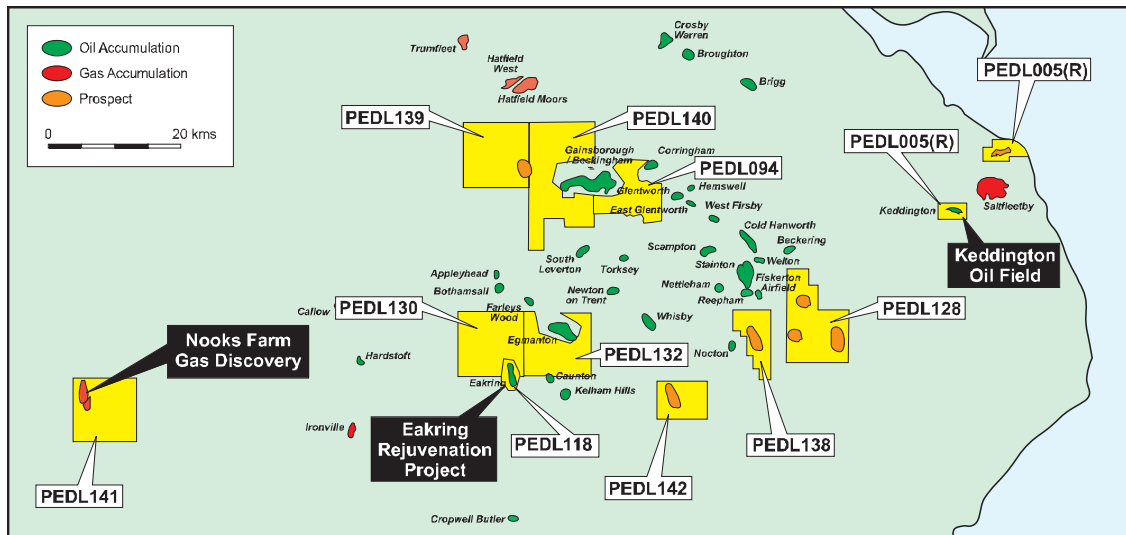 Oil Accumulation
Gas Accumulation
Prospect
0
20 kms
Trumfleet
Hatfield
West
Hatfield Moors
Crosby
Warren
Broughton
Brigg
PEDL005(R)
PEDL139
PEDL140
PEDL005(R)
Gainsborough
/ Beckingham
Corringham
PEDL094
Glentworth
Hemswell
East Glentworth
West Firsby
Keddington
Saltfleetby
Cold Hanworth
Beckering
Keddington
Oil Field
South
Leverton
Torksey
Scampton
Stainton
Welton
Appleyhead
Bothamsall
Newton
on Trent
Nettleham
Reepham
Fiskerton
Airfield
Callow
PEDL130
Farleys
Wood
PEDL128
Nooks Farm
Gas Discovery
Egmanton
Whisby
Hardstoft
PEDL132
Nocton
Eakring
Caunton
Kelham Hills
Ironville
Eakring
Rejuvenation
Project
PEDL118
PEDL138
PEDL141
PEDL142
Cropwell Butler